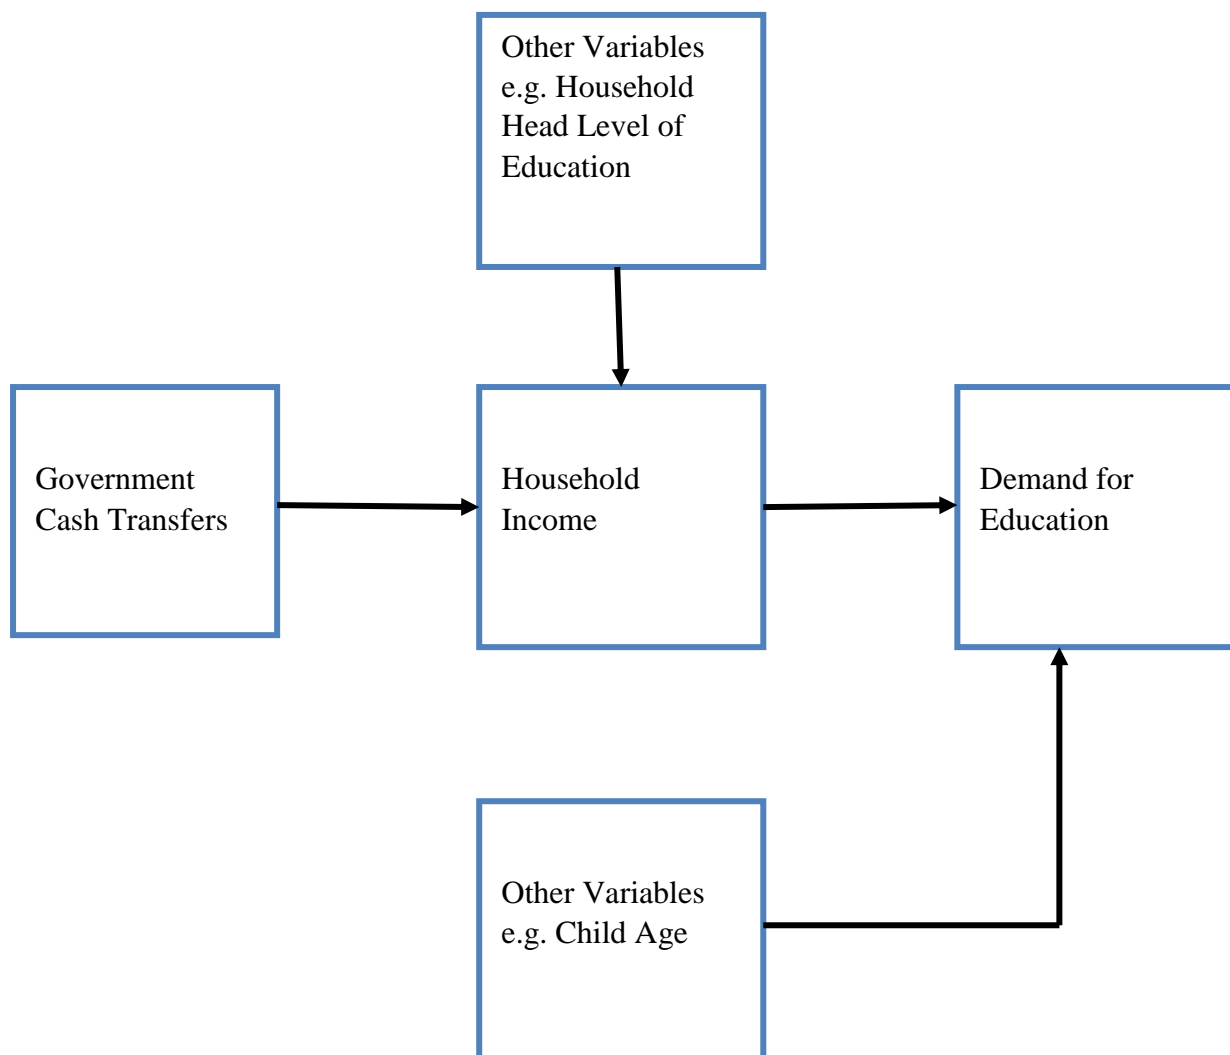 Other Variables
e.g. Household
Head Level of
Education
Government
Cash Transfers
Household
Income
Demand for
Education
Other Variables
e.g. Child Age